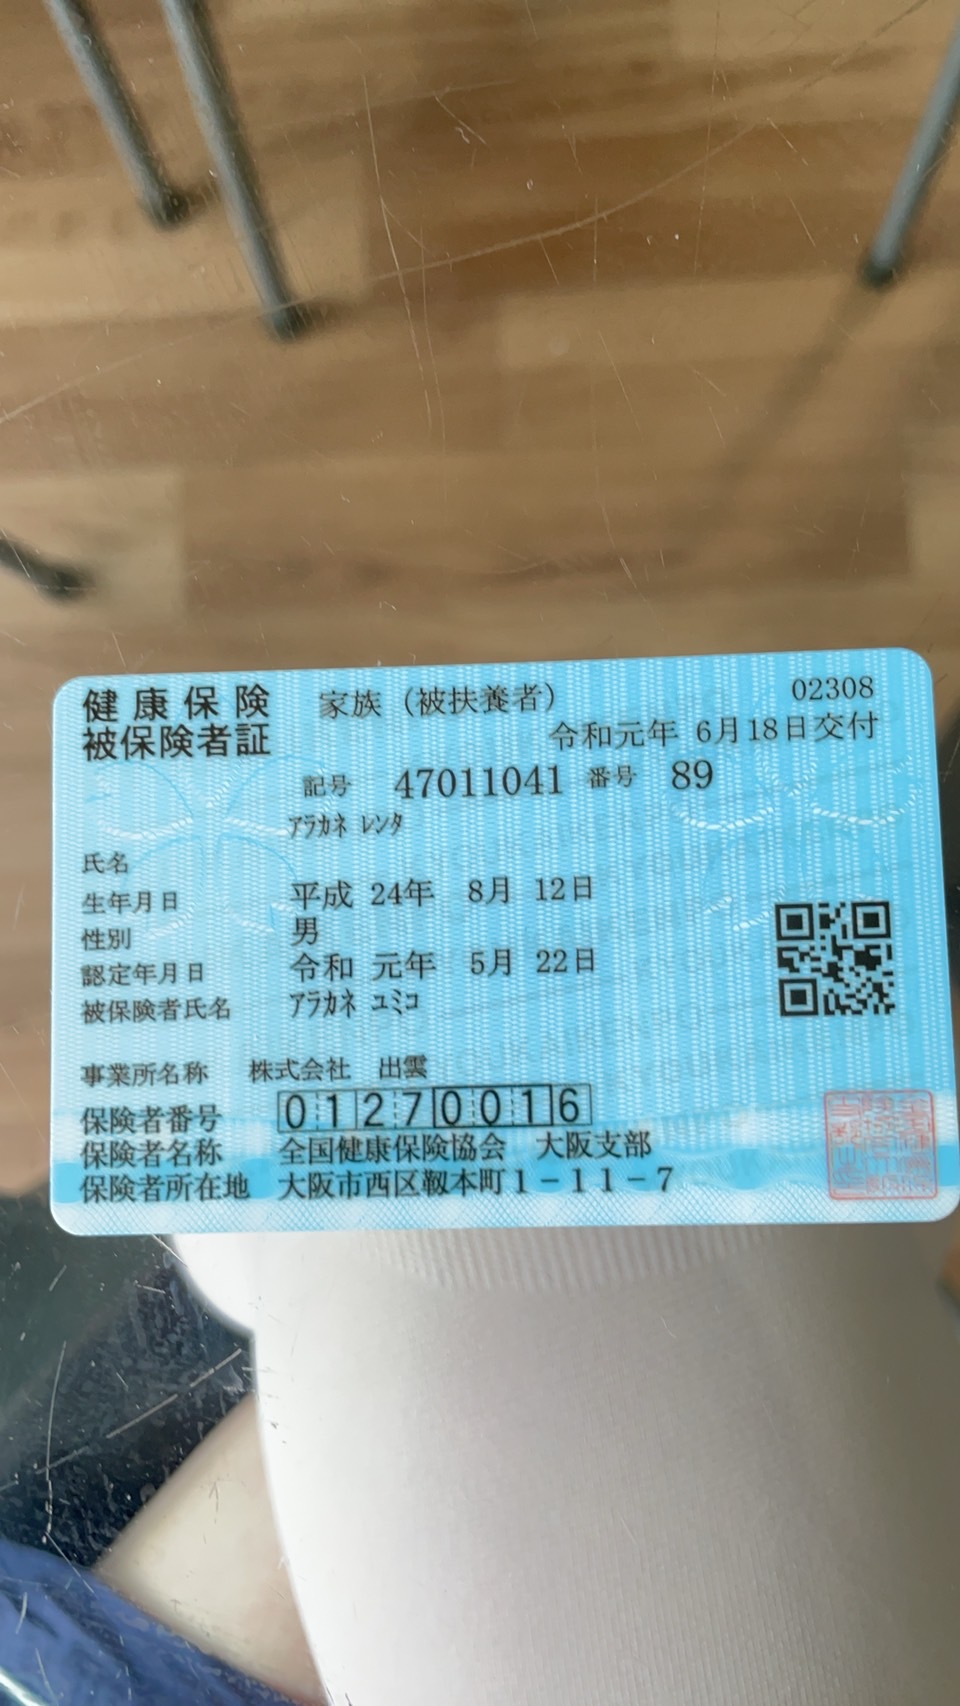 健康保険
被保険者証
家族（被扶養者）
02308
令和元年 6月18日交付
記号 47011041 番号 89
ｱﾗｶﾈ ﾚﾝﾀ
氏名
生年月日 平成 24年 8月 12日
性別 男
認定年月日 令和 元年 5月 22日
被保険者氏名 ｱﾗｶﾈ ﾕﾐｺ
事業所名称 株式会社 出雲
保険者番号 01270016
保険者名称 全国健康保険協会 大阪支部
保険者所在地 大阪市西区靱本町１－１１－７